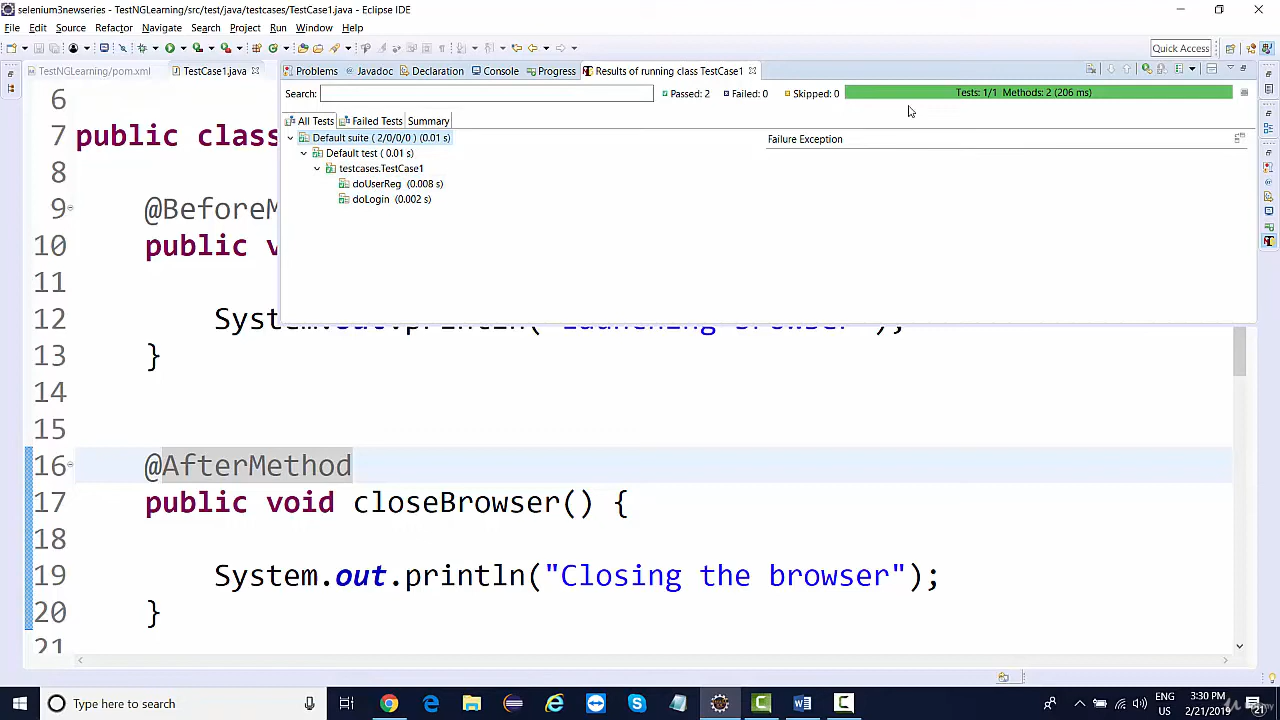 selenium3newseries - TestNGLearning/src/test/java/testcases/TestCase1.java - Eclipse IDE
File Edit Source Refactor Navigate Search Project Run Window Help
Quick Access
TestNGLearning/pom.xml TestCase1.java
Problems Javadoc Declaration Console Progress Results of running class TestCase1
Search: Passed: 2 Failed: 0 Skipped: 0 Tests: 1/1 Methods: 2 (206 ms)
All Tests Failed Tests Summary
Default suite ( 2/0/0/0 ) (0.01 s)
Failure Exception
Default test ( 0.01 s)
testcases.TestCase1
doUserReg (0.008 s)
doLogin (0.002 s)
6
7 public class
8
9 @BeforeM
10 public v
11
12 System.out.println("Launching browser");
13 }
14
15
16 @AfterMethod
17 public void closeBrowser() {
18
19 System.out.println("Closing the browser");
20 }
21
Type here to search
ENG
US
3:30 PM
2/21/2019
21